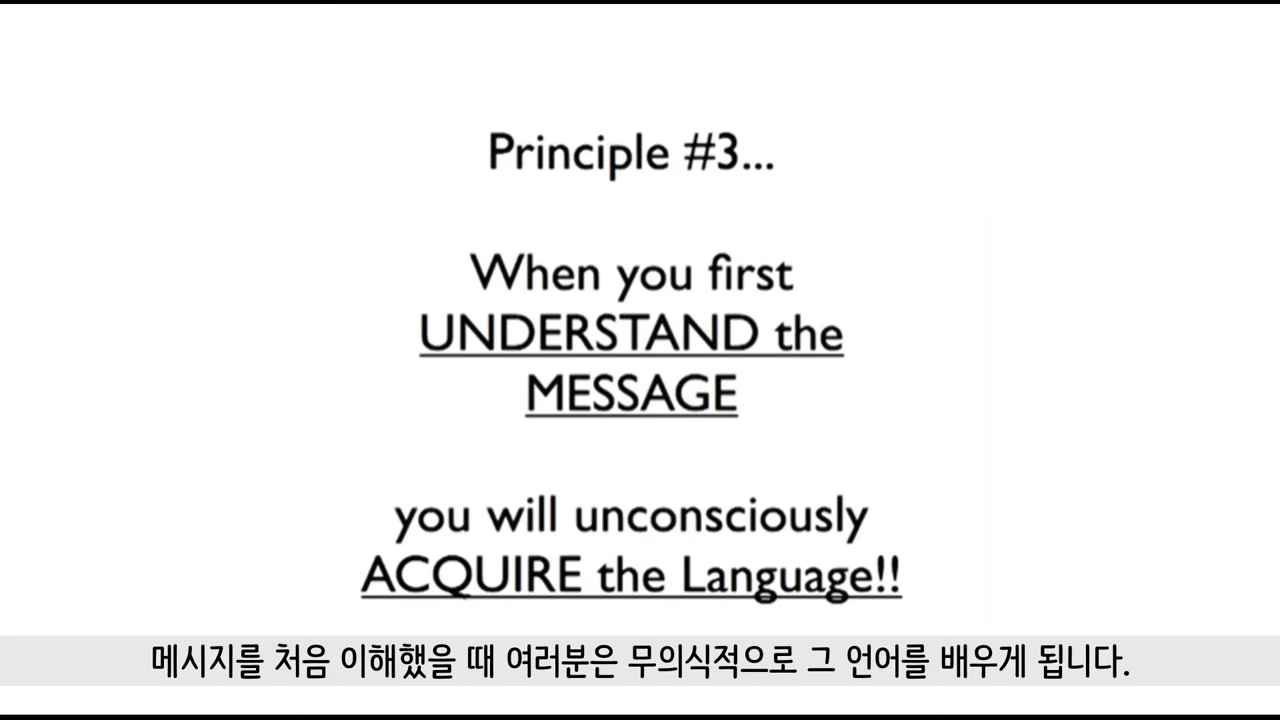 Principle #3...
When you first
UNDERSTAND the
MESSAGE
you will unconsciously
ACQUIRE the Language!!
메시지를 처음 이해했을 때 여러분은 무의식적으로 그 언어를 배우게 됩니다.